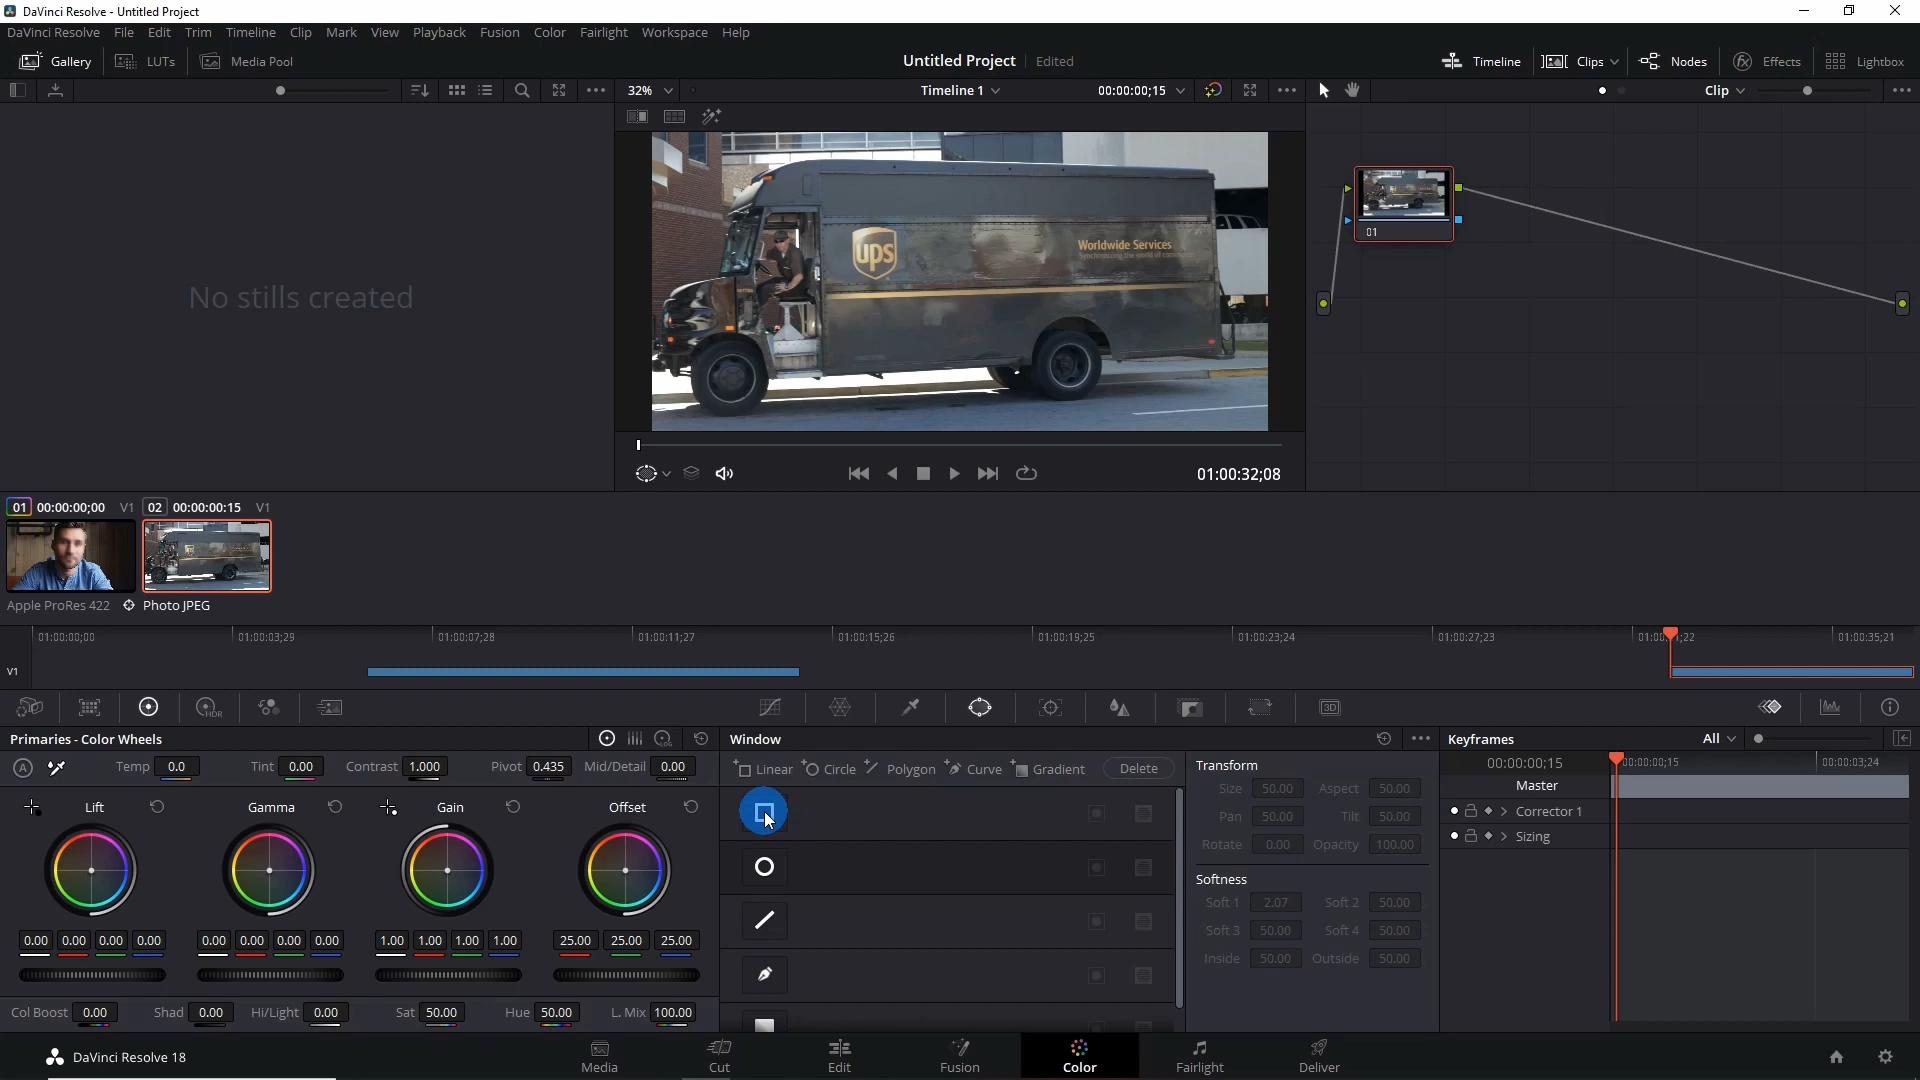 DaVinci Resolve - Untitled Project
DaVinci Resolve File Edit Trim Timeline Clip Mark View Playback Fusion Color Fairlight Workspace Help
Gallery LUTs Media Pool Untitled Project Edited Timeline Clips Nodes Effects Lightbox
32% Timeline 1 00:00:00;15 Clip
ups
Worldwide Services
Synchronizing the world of commerce
01
No stills created
01:00:32;08
01 00:00:00;00 V1 02 00:00:00:15 V1
Apple ProRes 422 Photo JPEG
01:00:00;00 01:00:03;29 01:00:07;28 01:00:11;27 01:00:15;26 01:00:19;25 01:00:23;24 01:00:27;23 01:00: ;22 01:00:35;21
V1
HDR 3D
Primaries - Color Wheels
LOG
Temp 0.0 Tint 0.00 Contrast 1.000 Pivot 0.435 Mid/Detail 0.00
Lift Gamma Gain Offset
0.00 0.00 0.00 0.00 0.00 0.00 0.00 0.00 1.00 1.00 1.00 1.00 25.00 25.00 25.00
Col Boost 0.00 Shad 0.00 Hi/Light 0.00 Sat 50.00 Hue 50.00 L. Mix 100.00
Window
Linear Circle Polygon Curve Gradient Delete
Transform
Size 50.00 Aspect 50.00
Pan 50.00 Tilt 50.00
Rotate 0.00 Opacity 100.00
Softness
Soft 1 2.07 Soft 2 50.00
Soft 3 50.00 Soft 4 50.00
Inside 50.00 Outside 50.00
Keyframes All
00:00:00;15 00:00:00;15 00:00:03;24
Master
Corrector 1
Sizing
DaVinci Resolve 18 Media Cut Edit Fusion Color Fairlight Deliver